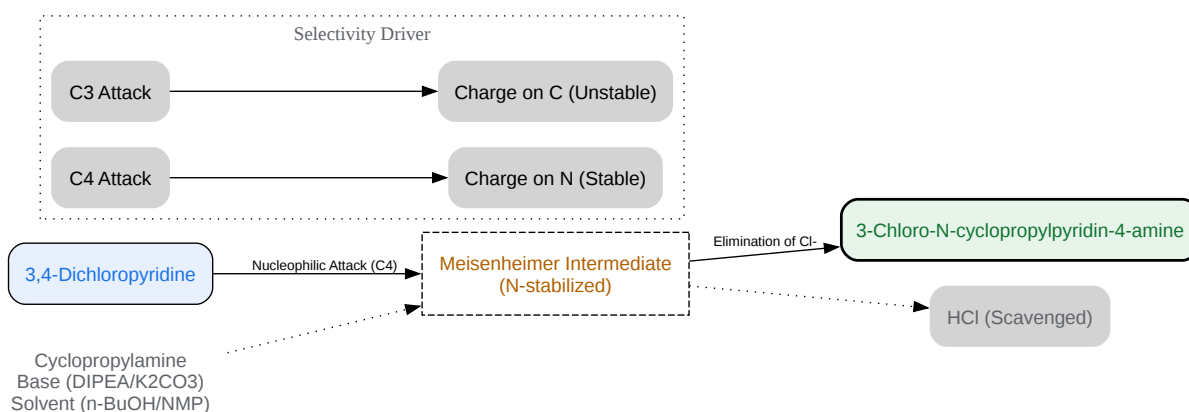 Selectivity Driver
C3 Attack
Charge on C (Unstable)
C4 Attack
Charge on N (Stable)
3,4-Dichloropyridine
Nucleophilic Attack (C4)
Meisenheimer Intermediate
(N-stabilized)
Elimination of Cl-
3-Chloro-N-cyclopropylpyridin-4-amine
HCl (Scavenged)
Cyclopropylamine
Base (DIPEA/K2CO3)
Solvent (n-BuOH/NMP)